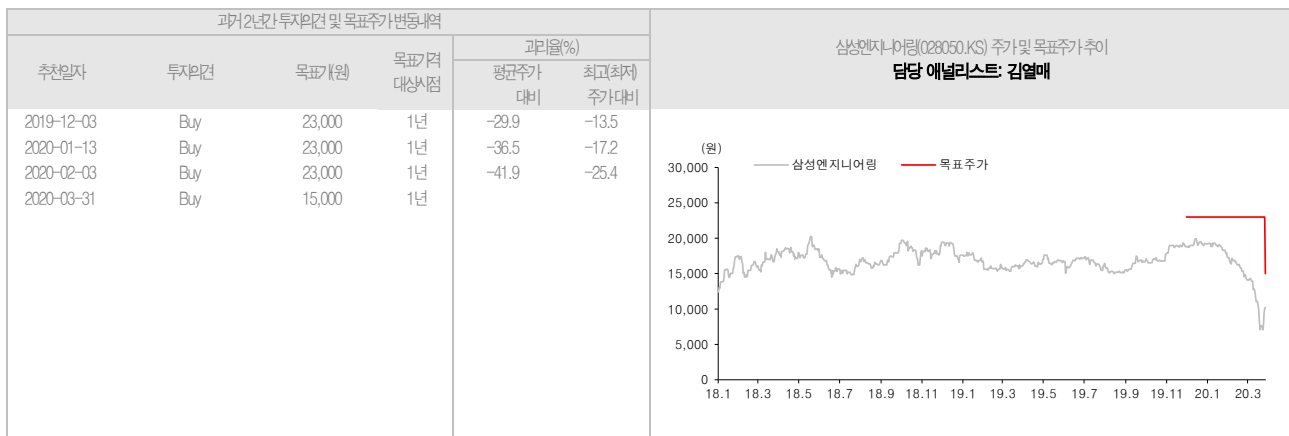 과거 2년간 투자의견 및 목표주가 변동내역
추천일자 투자의견 목표가(원) 목표가격 대상시점 괴리율(%)
평균주가 대비 최고(최저) 주가 대비
2019-12-03 Buy 23,000 1년 -29.9 -13.5
2020-01-13 Buy 23,000 1년 -36.5 -17.2
2020-02-03 Buy 23,000 1년 -41.9 -25.4
2020-03-31 Buy 15,000 1년
삼성엔지니어링(028050.KS) 주가 및 목표주가 추이
담당 애널리스트: 김열매
(원)
삼성엔지니어링 목표주가
30,000
25,000
20,000
15,000
10,000
5,000
0
18.1 18.3 18.5 18.7 18.9 18.11 19.1 19.3 19.5 19.7 19.9 19.11 20.1 20.3